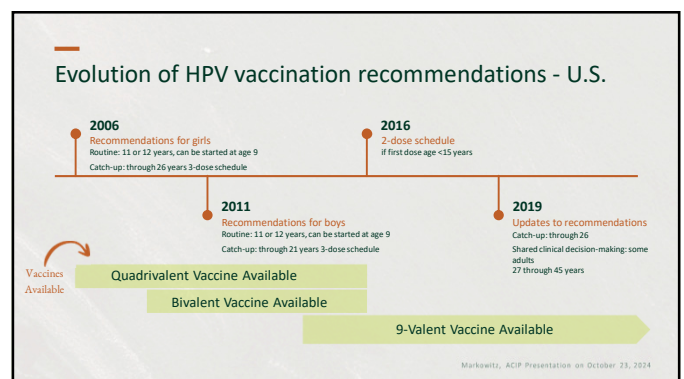 Evolution of HPV vaccination recommendations - U.S.
2006
Recommendations for girls
Routine: 11 or 12 years, can be started at age 9
Catch-up: through 26 years 3-dose schedule
2016
2-dose schedule
if first dose age <15 years
2011
Recommendations for boys
Routine: 11 or 12 years, can be started at age 9
Catch-up: through 21 years 3-dose schedule
2019
Updates to recommendations
Catch-up: through 26
Shared clinical decision-making: some
adults
27 through 45 years
Vaccines
Available
Quadrivalent Vaccine Available
Bivalent Vaccine Available
9-Valent Vaccine Available
Markowitz, ACIP Presentation on October 23, 2024